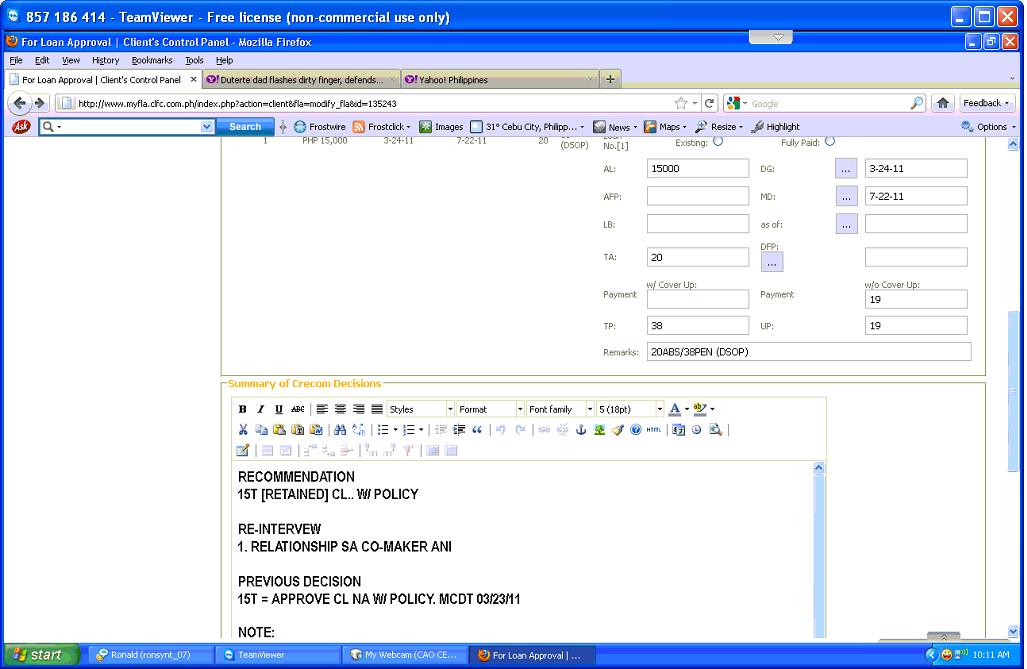 857 186 414 - TeamViewer - Free license (non-commercial use only)
For Loan Approval | Client's Control Panel - Mozilla Firefox
File Edit View History Bookmarks Tools Help
For Loan Approval | Client's Control Panel
Duterte dad flashes dirty finger, defends...
Yahoo! Philippines
http://www.myfla.clfc.com.ph/index.php?action=client&fla=modify_fla&id=135243
Google
Feedback
Ask
Search
Frostwire Frostclick Images 31° Cebu City, Philipp... News Maps Resize Highlight Options
1 PHP 15,000 3-24-11 7-22-11 20 (DSOP)
No.[1] Existing: Fully Paid:
AL: 15000 DG: ... 3-24-11
AFP: MD: ... 7-22-11
LB: as of: ...
TA: 20 DFP: ...
w/ Cover Up: w/o Cover Up:
Payment Payment 19
TP: 38 UP: 19
Remarks: 20ABS/38PEN (DSOP)
Summary of Crecom Decisions
B I U ABC Styles Format Font family 5 (18pt) A ab
HTML
RECOMMENDATION
15T [RETAINED] CL.. W/ POLICY
RE-INTERVEW
1. RELATIONSHIP SA CO-MAKER ANI
PREVIOUS DECISION
15T = APPROVE CL NA W/ POLICY. MCDT 03/23/11
NOTE:
start
Ronald (ronsynt_07)
TeamViewer
My Webcam (CAO CE...
For Loan Approval | ...
10:11 AM